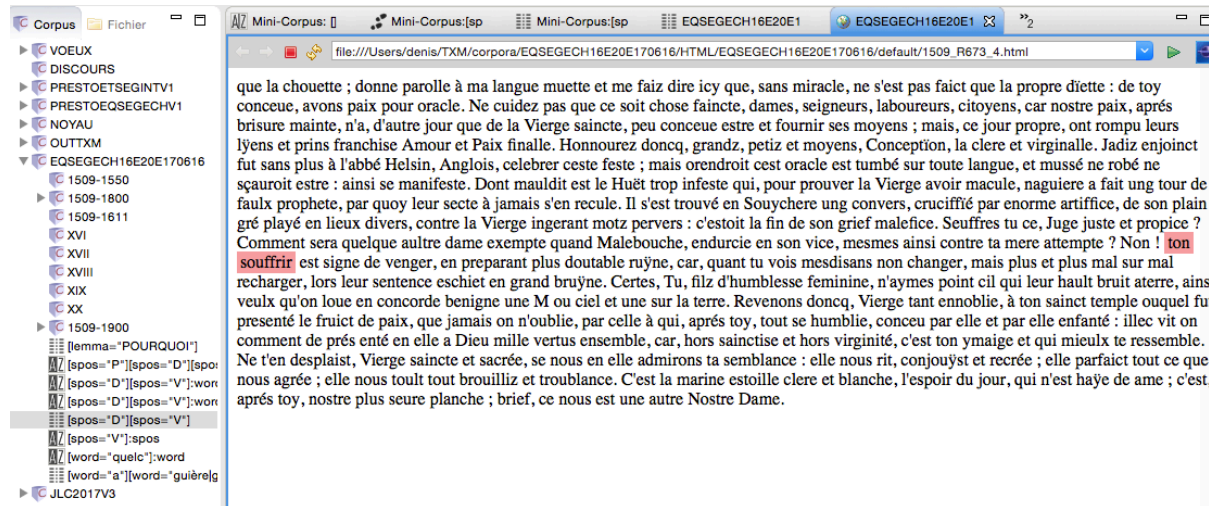 Corpus Fichier
Mini-Corpus: [] Mini-Corpus:[sp Mini-Corpus:[sp EQSEGECH16E20E1 EQSEGECH16E20E1 »2
file:///Users/denis/TXM/corpora/EQSEGECH16E20E170616/HTML/EQSEGECH16E20E170616/default/1509_R673_4.html
VOEUX
DISCOURS
PRESTOETSEGINTV1
PRESTOEQSEGECHV1
NOYAU
OUTTXM
EQSEGECH16E20E170616
1509-1550
1509-1800
1509-1611
XVI
XVII
XVIII
XIX
XX
1509-1900
[lemma="POURQUOI"]
[spos="P"][spos="D"][spos
[spos="D"][spos="V"]:word
[spos="D"][spos="V"]:word
[spos="D"][spos="V"]
[spos="V"]:spos
[word="quelc"]:word
[word="a"][word="guière|g
JLC2017V3
que la chouette ; donne parolle à ma langue muette et me faiz dire icy que, sans miracle, ne s'est pas faict que la propre dïette : de toy
conceue, avons paix pour oracle. Ne cuidez pas que ce soit chose faincte, dames, seigneurs, laboureurs, citoyens, car nostre paix, aprés
brisure mainte, n'a, d'autre jour que de la Vierge saincte, peu conceue estre et fournir ses moyens ; mais, ce jour propre, ont rompu leurs
lÿens et prins franchise Amour et Paix finalle. Honnourez doncq, grandz, petiz et moyens, Conceptïon, la clere et virginalle. Jadiz enjoinct
fut sans plus à l'abbé Helsin, Anglois, celebrer ceste feste ; mais orendroit cest oracle est tumbé sur toute langue, et mussé ne robé ne
sçauroit estre : ainsi se manifeste. Dont mauldit est le Huët trop infeste qui, pour prouver la Vierge avoir macule, naguiere a fait ung tour de
faulx prophete, par quoy leur secte à jamais s'en recule. Il s'est trouvé en Souychere ung convers, cruciffïé par enorme artiffice, de son plain
gré playé en lieux divers, contre la Vierge ingerant motz pervers : c'estoit la fin de son grief malefice. Seuffres tu ce, Juge juste et propice ?
Comment sera quelque aultre dame exempte quand Malebouche, endurcie en son vice, mesmes ainsi contre ta mere attempte ? Non ! ton
souffrir est signe de venger, en preparant plus doutable ruÿne, car, quant tu vois mesdisans non changer, mais plus et plus mal sur mal
recharger, lors leur sentence eschiet en grand bruÿne. Certes, Tu, filz d'humblesse feminine, n'aymes point cil qui leur hault bruit aterre, ains
veulx qu'on loue en concorde benigne une M ou ciel et une sur la terre. Revenons doncq, Vierge tant ennoblie, à ton sainct temple ouquel fu
presenté le fruict de paix, que jamais on n'oublie, par celle à qui, aprés toy, tout se humblie, conceu par elle et par elle enfanté : illec vit on
comment de prés enté en elle a Dieu mille vertus ensemble, car, hors sainctise et hors virginité, c'est ton ymaige et qui mieulx te ressemble.
Ne t'en desplaist, Vierge saincte et sacrée, se nous en elle admirons ta semblance : elle nous rit, conjouÿst et recrée ; elle parfaict tout ce que
nous agrée ; elle nous toult tout brouilliz et troublance. C'est la marine estoille clere et blanche, l'espoir du jour, qui n'est haÿe de ame ; c'est,
aprés toy, nostre plus seure planche ; brief, ce nous est une autre Nostre Dame.